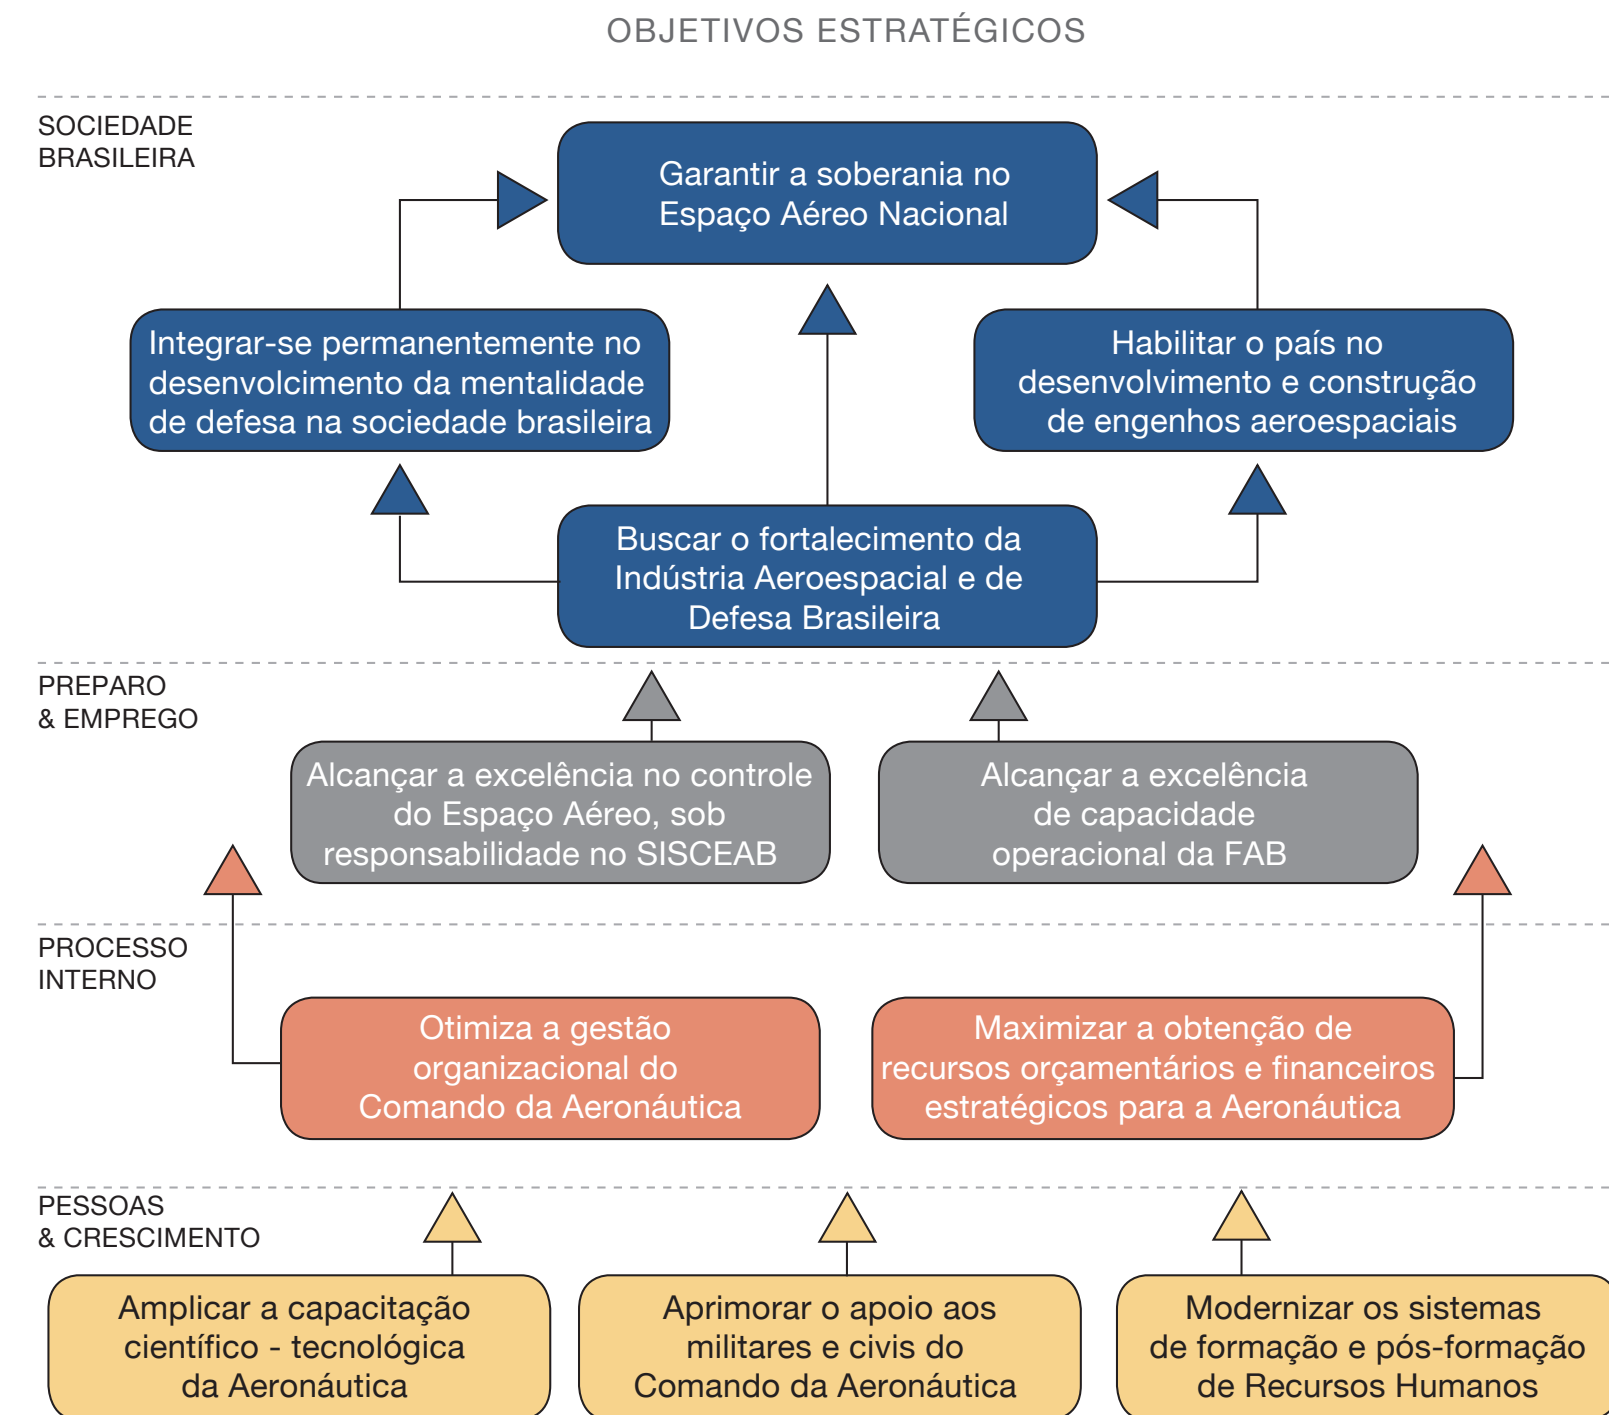 OBJETIVOS ESTRATÉGICOS
SOCIEDADE
BRASILEIRA
Garantir a soberania no
Espaço Aéreo Nacional
Integrar-se permanentemente no
desenvolcimento da mentalidade
de defesa na sociedade brasileira
Habilitar o país no
desenvolvimento e construção
de engenhos aeroespaciais
Buscar o fortalecimento da
Indústria Aeroespacial e de
Defesa Brasileira
PREPARO
& EMPREGO
Alcançar a excelência no controle
do Espaço Aéreo, sob
responsabilidade no SISCEAB
Alcançar a excelência
de capacidade
operacional da FAB
PROCESSO
INTERNO
Otimiza a gestão
organizacional do
Comando da Aeronáutica
Maximizar a obtenção de
recursos orçamentários e financeiros
estratégicos para a Aeronáutica
PESSOAS
& CRESCIMENTO
Amplicar a capacitação
científico - tecnológica
da Aeronáutica
Aprimorar o apoio aos
militares e civis do
Comando da Aeronáutica
Modernizar os sistemas
de formação e pós-formação
de Recursos Humanos